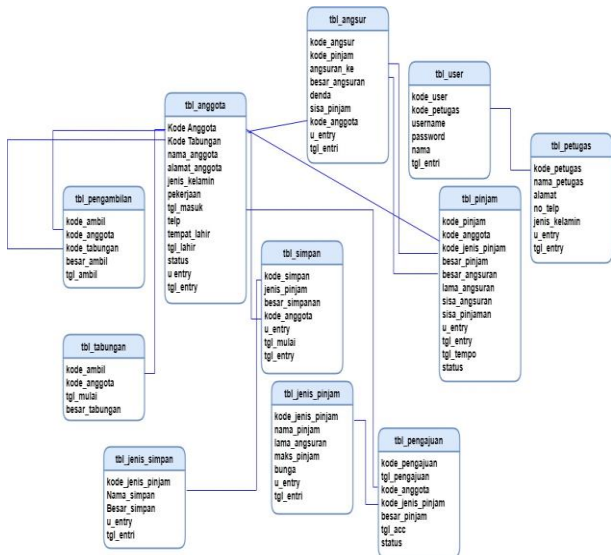 tbl_angsur
kode_angsur
kode_pinjam
angsuran_ke
besar_angsuran
denda
sisa_pinjam
kode_anggota
u_entry
tgl_entri
tbl_user
kode_user
kode_petugas
username
password
nama
tgl_entri
tbl_anggota
Kode Anggota
Kode Tabungan
nama_anggota
alamat_anggota
jenis_kelamin
pekerjaan
tgl_masuk
telp
tempat_lahir
tgl_lahir
status
u entry
tgl_entry
tbl_petugas
kode_petugas
nama_petugas
alamat
no_telp
jenis_kelamin
u_entry
tgl_entry
tbl_pengambilan
kode_ambil
kode_anggota
kode_tabungan
besar_ambil
tgl_ambil
tbl_pinjam
kode_pinjam
kode_anggota
kode_jenis_pinjam
besar_pinjam
besar_angsuran
lama_angsuran
sisa_angsuran
sisa_pinjaman
u_entry
tgl_entry
tgl_tempo
status
tbl_simpan
kode_simpan
jenis_pinjam
besar_simpanan
kode_anggota
u_entry
tgl_mulai
tgl_entry
tbl_tabungan
kode_ambil
kode_anggota
tgl_mulai
besar_tabungan
tbl_jenis_pinjam
kode_jenis_pinjam
nama_pinjam
lama_angsuran
maks_pinjam
bunga
u_entry
tgl_entri
tbl_pengajuan
kode_pengajuan
tgl_pengajuan
kode_anggota
kode_jenis_pinjam
besar_pinjam
tgl_acc
status
tbl_jenis_simpan
kode_jenis_pinjam
Nama_simpan
Besar_simpan
u_entry
tgl_entri